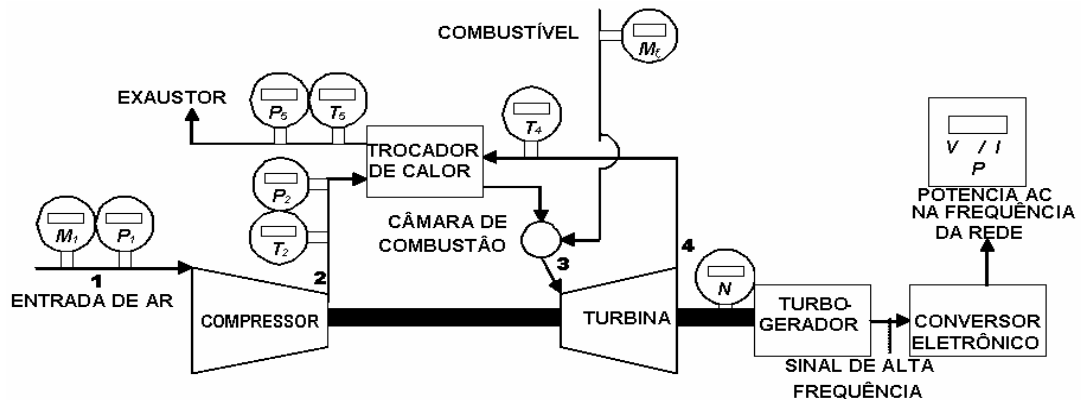 COMBUSTÍVEL
Mf
EXAUSTOR
P5
T5
T4
TROCADOR
DE CALOR
V / I
P
POTENCIA AC
NA FREQUÊNCIA
DA REDE
P2
T2
M1
P1
CÂMARA DE
COMBUSTÂO
1
2
3
4
ENTRADA DE AR
N
COMPRESSOR
TURBINA
TURBO-
GERADOR
CONVERSOR
ELETRÔNICO
SINAL DE ALTA
FREQUÊNCIA